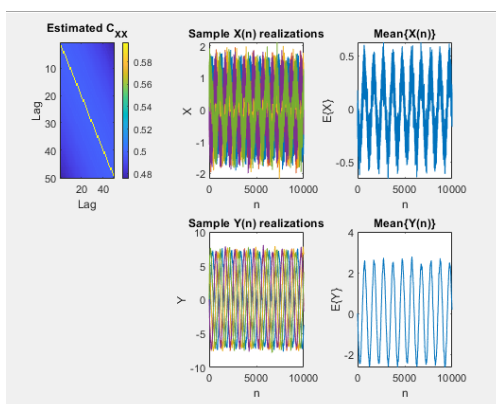 Estimated C_XX
10
20
30
40
50
Lag
20
40
Lag
0.58
0.56
0.54
0.52
0.5
0.48
Sample X(n) realizations
2
1
0
-1
-2
X
0
5000
10000
n
Mean{X(n)}
0.5
0
-0.5
E{X}
0
5000
10000
n
Sample Y(n) realizations
10
5
0
-5
-10
Y
0
5000
10000
n
Mean{Y(n)}
4
2
0
-2
E{Y}
0
5000
10000
n